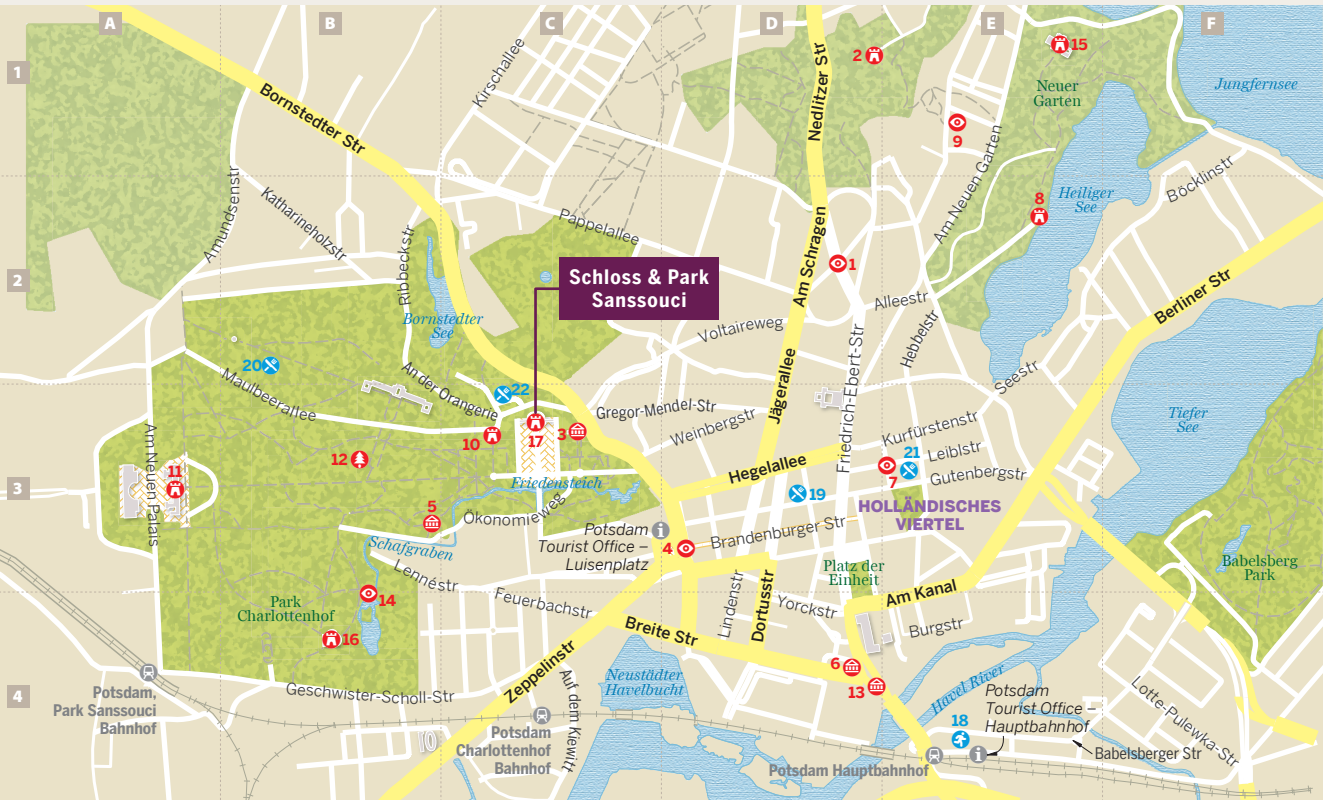 A
B
C
D
E
F
1
2
3
4
Bornstedter Str
Kirschallee
Nedlitzer Str
2
15
Neuer
Garten
Jungfernsee
9
Am Neuen Garten
Heiliger
See
8
Böcklinstr
Amundsenstr
Katharineholzstr
Ribbeckstr
Pappelallee
Schloss & Park
Sanssouci
Am Schragen
1
Alleestr
Berliner Str
Bornstedter
See
Voltaireweg
Hebbelstr
Friedrich-Ebert-Str
Jägerallee
Seestr
20
Maulbeerallee
An der Orangerie
22
Gregor-Mendel-Str
Weinbergstr
Tiefer
See
Am Neuen Palais
11
12
10
17
3
Hegelallee
Kurfürstenstr
21
Leiblstr
Gutenbergstr
7
19
HOLLÄNDISCHES
VIERTEL
Friedensteich
5
Ökonomieweg
Schafgraben
Potsdam
Tourist Office –
Luisenplatz
4
Brandenburger Str
Platz der
Einheit
Babelsberg
Park
Lennéstr
Feuerbachstr
14
Park
Charlottenhof
16
Lindenstr
Dortusstr
Yorckstr
Am Kanal
Burgstr
Breite Str
Zeppelinstr
6
13
Neustädter
Havelbucht
Havel River
Geschwister-Scholl-Str
Auf dem Kiewitt
Potsdam,
Park Sanssouci
Bahnhof
Potsdam
Charlottenhof
Bahnhof
Potsdam Hauptbahnhof
18
Potsdam
Tourist Office –
Hauptbahnhof
Babelsberger Str
Lotte-Pulewka-Str